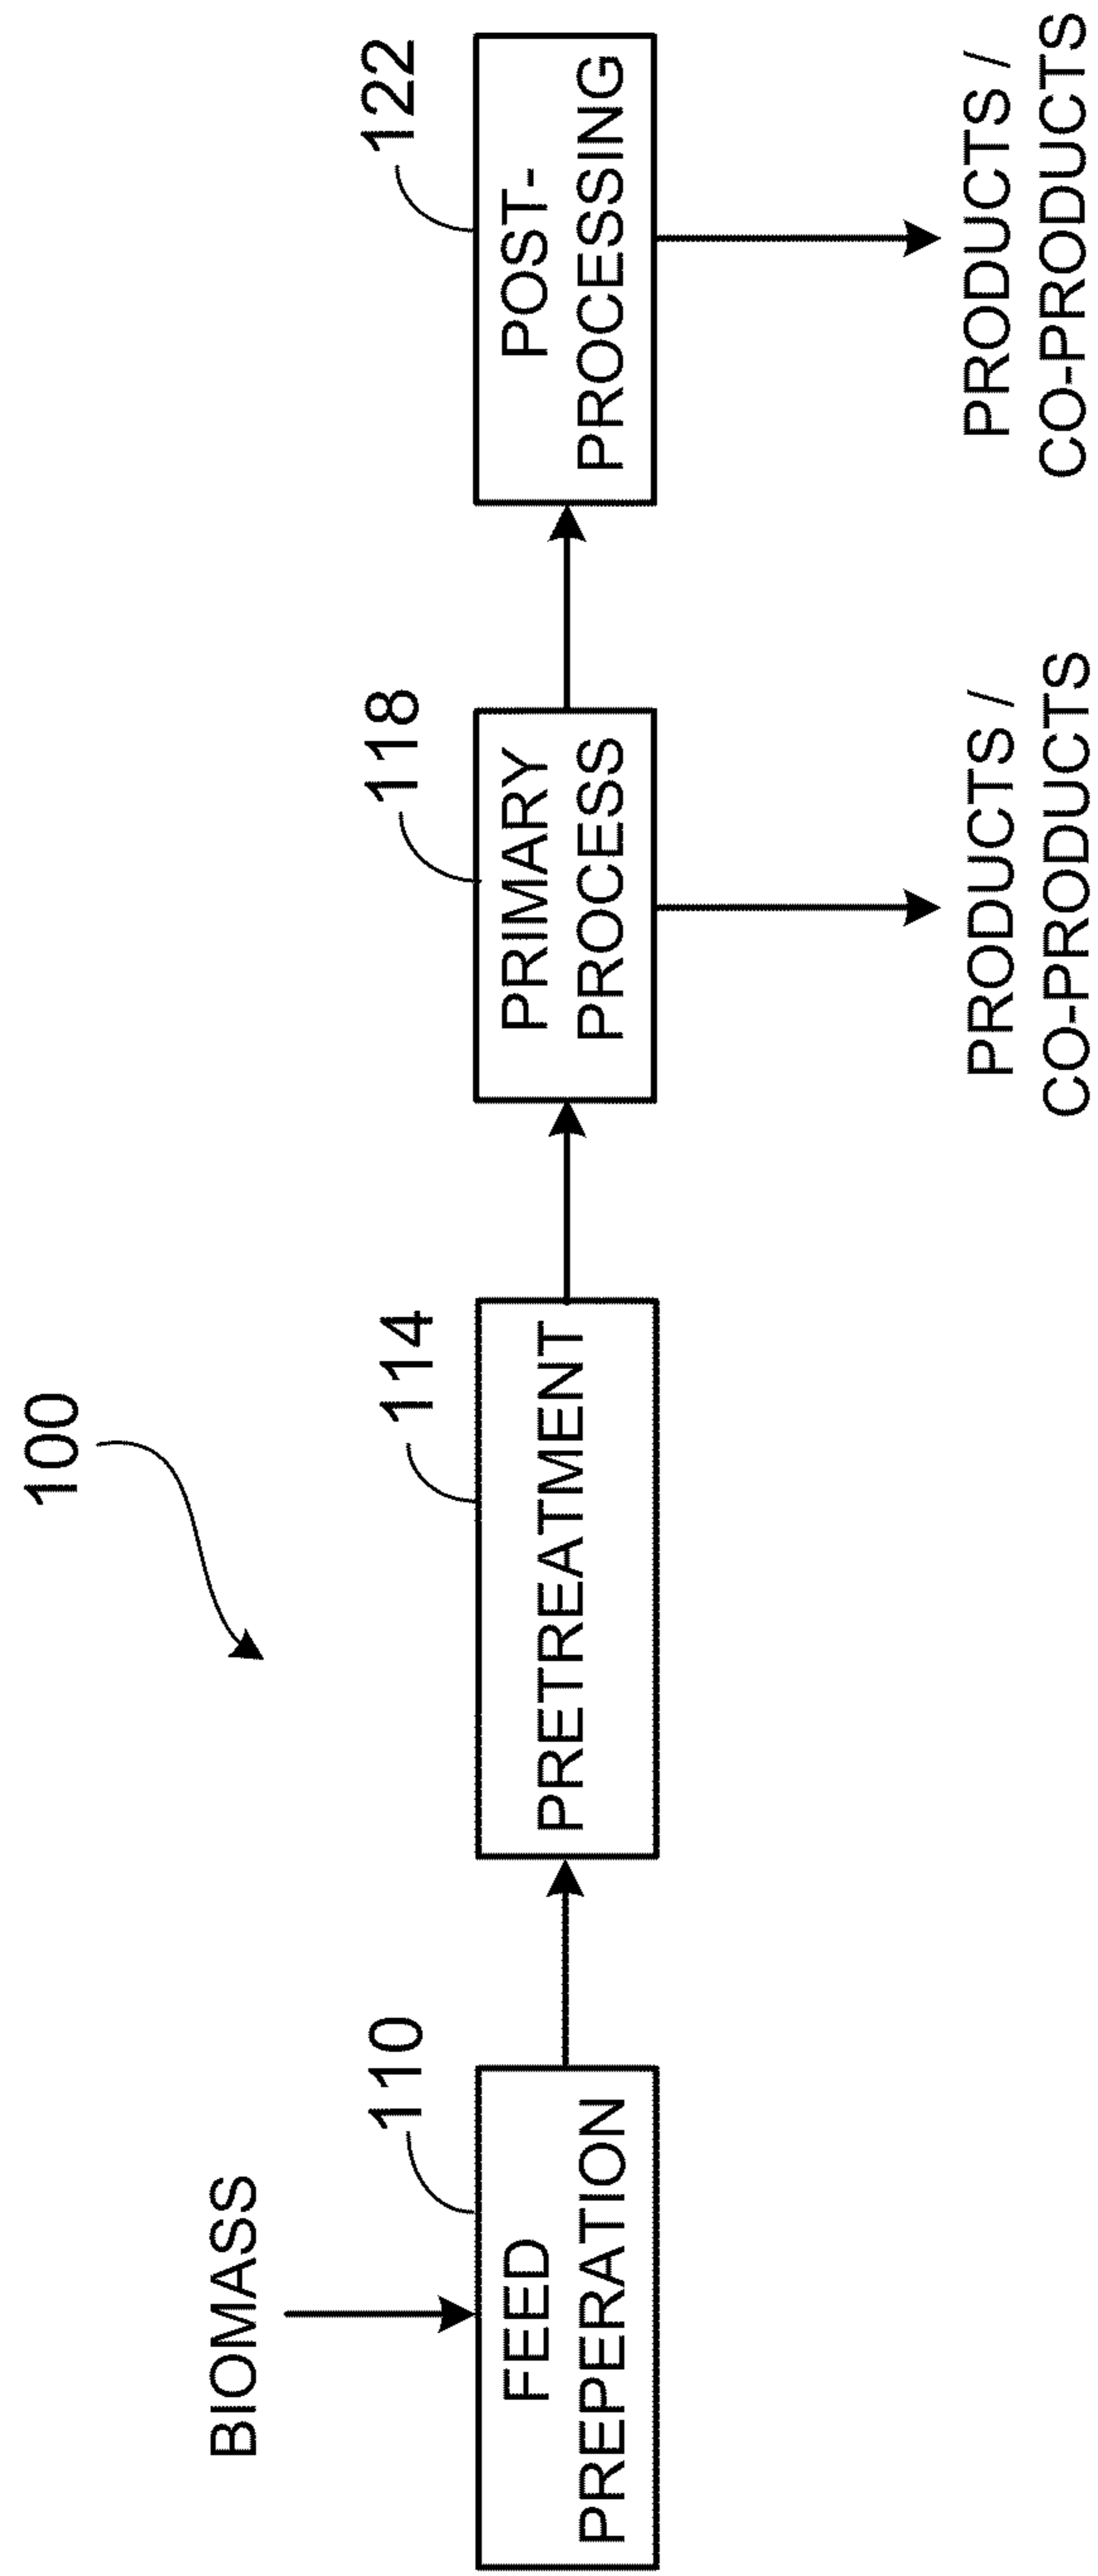 100
BIOMASS
110
FEED
PREPERATION
114
PRETREATMENT
118
PRIMARY
PROCESS
122
POST-
PROCESSING
PRODUCTS /
CO-PRODUCTS
PRODUCTS /
CO-PRODUCTS